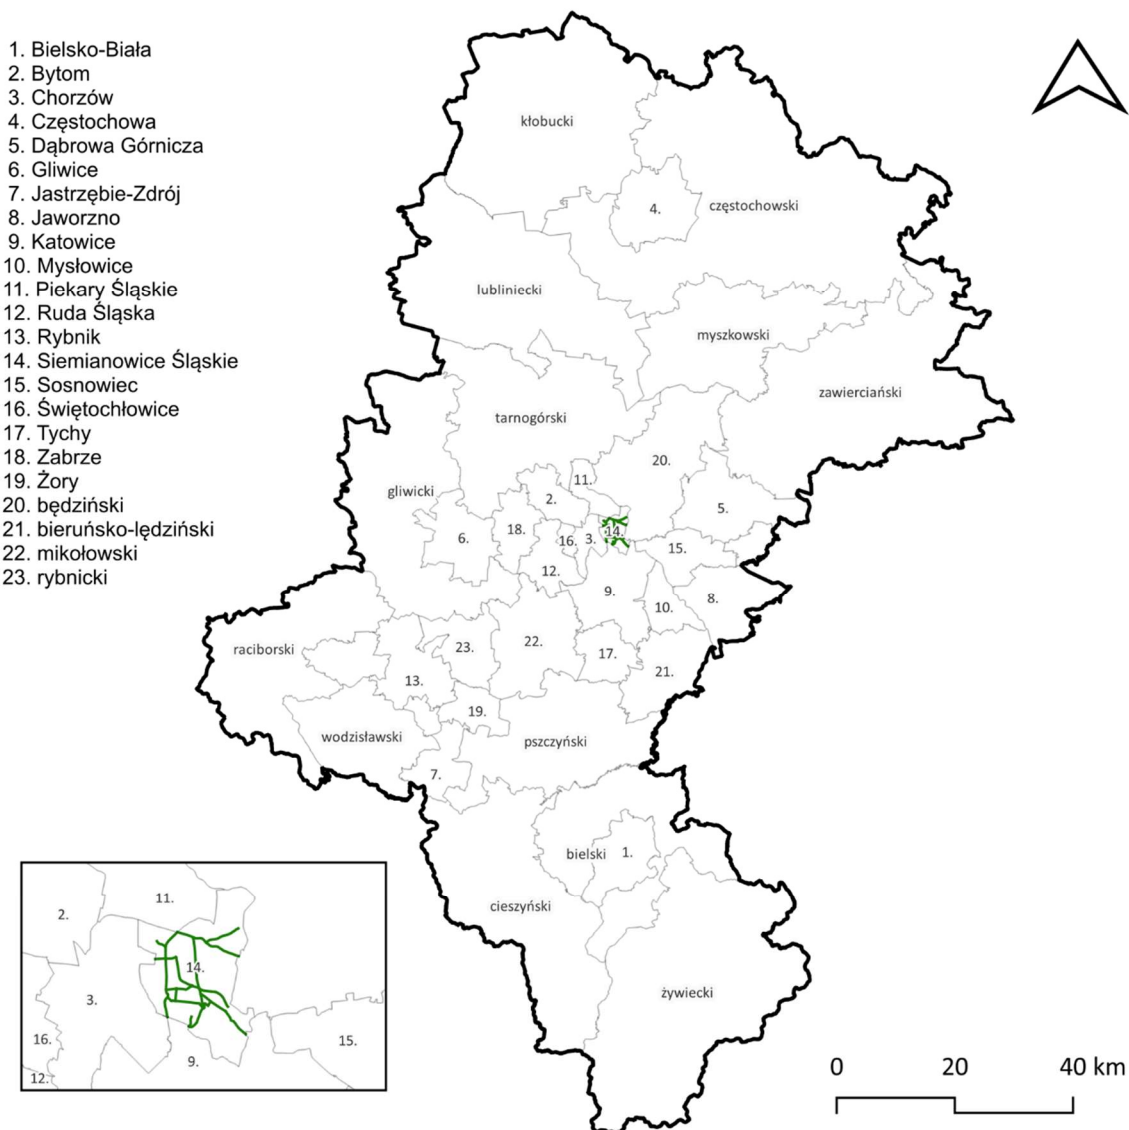 1. Bielsko-Biała
2. Bytom
3. Chorzów
4. Częstochowa
5. Dąbrowa Górnicza
6. Gliwice
7. Jastrzębie-Zdrój
8. Jaworzno
9. Katowice
10. Mysłowice
11. Piekary Śląskie
12. Ruda Śląska
13. Rybnik
14. Siemianowice Śląskie
15. Sosnowiec
16. Świętochłowice
17. Tychy
18. Zabrze
19. Żory
20. będziński
21. bieruńsko-lędziński
22. mikołowski
23. rybnicki
kłobucki
4.
częstochowski
lubliniecki
myszkowski
zawierciański
tarnogórski
20.
11.
gliwicki
2.
5.
18.
14.
6.
16.
3.
15.
12.
9.
10.
8.
raciborski
23.
22.
17.
21.
13.
19.
wodzisławski
pszczyński
7.
bielski
1.
cieszyński
żywiecki
11.
2.
14.
3.
16.
15.
9.
12.
0 20 40 km